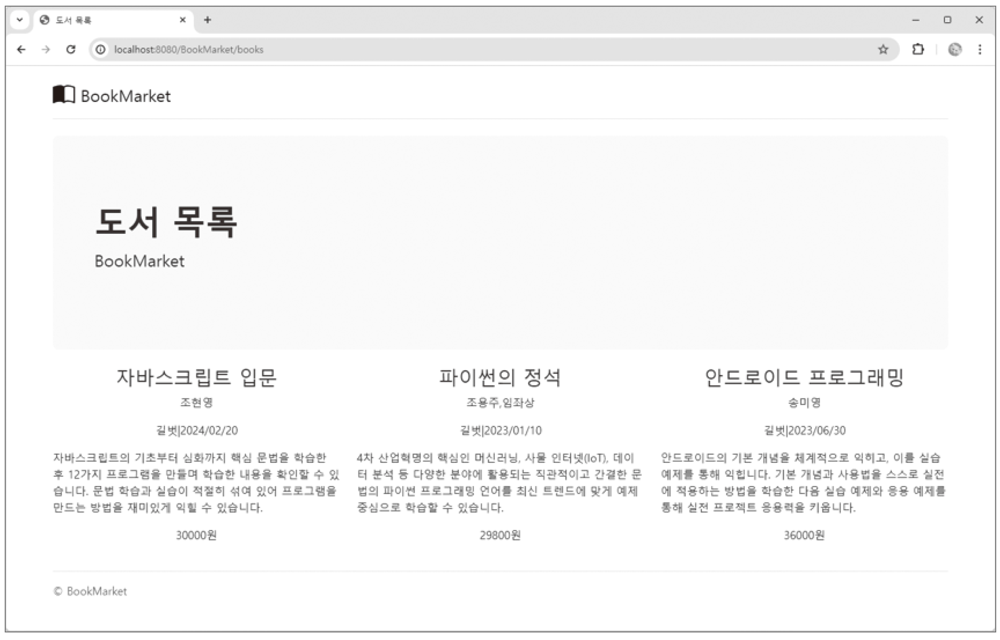 도서 목록
localhost:8080/BookMarket/books
BookMarket
도서 목록
BookMarket
자바스크립트 입문
조현영
길벗|2024/02/20
자바스크립트의 기초부터 심화까지 핵심 문법을 학습한
후 12가지 프로그램을 만들며 학습한 내용을 확인할 수 있
습니다. 문법 학습과 실습이 적절히 섞여 있어 프로그램을
만드는 방법을 재미있게 익힐 수 있습니다.
30000원
파이썬의 정석
조용주,임좌상
길벗|2023/01/10
4차 산업혁명의 핵심인 머신러닝, 사물 인터넷(IoT), 데이
터 분석 등 다양한 분야에 활용되는 직관적이고 간결한 문
법의 파이썬 프로그래밍 언어를 최신 트렌드에 맞게 예제
중심으로 학습할 수 있습니다.
29800원
안드로이드 프로그래밍
송미영
길벗|2023/06/30
안드로이드의 기본 개념을 체계적으로 익히고, 이를 실습
예제를 통해 익힙니다. 기본 개념과 사용법을 스스로 실전
에 적용하는 방법을 학습한 다음 실습 예제와 응용 예제를
통해 실전 프로젝트 응용력을 키웁니다.
36000원
© BookMarket